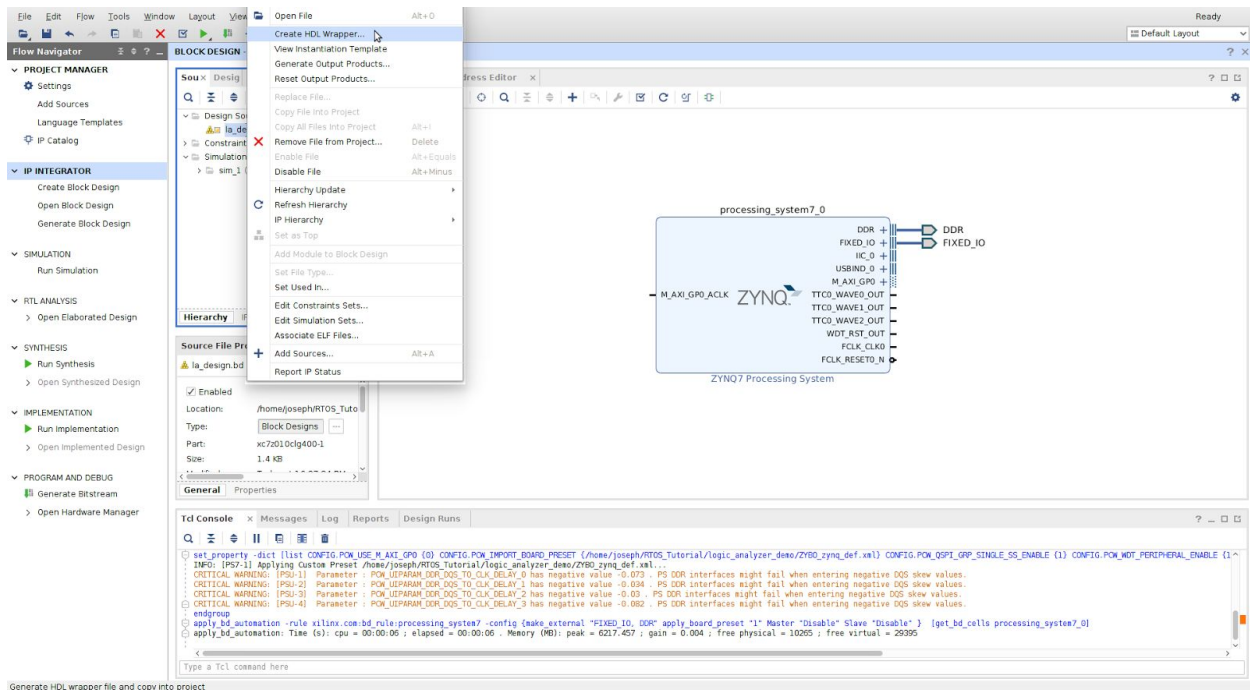 File Edit Flow Tools Window Layout View
Ready
Default Layout
Flow Navigator
PROJECT MANAGER
Settings
Add Sources
Language Templates
IP Catalog
IP INTEGRATOR
Create Block Design
Open Block Design
Generate Block Design
SIMULATION
Run Simulation
RTL ANALYSIS
Open Elaborated Design
SYNTHESIS
Run Synthesis
Open Synthesized Design
IMPLEMENTATION
Run Implementation
Open Implemented Design
PROGRAM AND DEBUG
Generate Bitstream
Open Hardware Manager
BLOCK DESIGN -
Sou Desig
Design So
la_de
Constraint
Simulation
sim_1
Hierarchy
Open File Alt+O
Create HDL Wrapper...
View Instantiation Template
Generate Output Products...
Reset Output Products...
Replace File...
Copy File Into Project
Copy All Files Into Project Alt+I
Remove File from Project... Delete
Enable File Alt+Equals
Disable File Alt+Minus
Hierarchy Update
Refresh Hierarchy
IP Hierarchy
Set as Top
Add Module to Block Design
Set File Type...
Set Used In...
Edit Constraints Sets...
Edit Simulation Sets...
Associate ELF Files...
Add Sources... Alt+A
Report IP Status
Source File Pr
la_design.bd
Enabled
Location: /home/joseph/RTOS_Tuto
Type: Block Designs ...
Part: xc7z010clg400-1
Size: 1.4 KB
General Properties
dress Editor
processing_system7_0
DDR
FIXED_IO
IIC_0
USBIND_0
M_AXI_GP0
TTC0_WAVE0_OUT
TTC0_WAVE1_OUT
TTC0_WAVE2_OUT
WDT_RST_OUT
FCLK_CLK0
FCLK_RESET0_N
M_AXI_GP0_ACLK
ZYNQ
DDR
FIXED_IO
ZYNQ7 Processing System
Tcl Console Messages Log Reports Design Runs
set_property -dict [list CONFIG.PCW_USE_M_AXI_GP0 {0} CONFIG.PCW_IMPORT_BOARD_PRESET {/home/joseph/RTOS_Tutorial/logic_analyzer_demo/ZYBO_zynq_def.xml} CONFIG.PCW_QSPI_GRP_SINGLE_SS_ENABLE {1} CONFIG.PCW_WDT_PERIPHERAL_ENABLE {1
INFO: [PS7-1] Applying Custom Preset /home/joseph/RTOS_Tutorial/logic_analyzer_demo/ZYBO_zynq_def.xml...
CRITICAL WARNING: [PSU-1] Parameter : PCW_UIPARAM_DDR_DQS_TO_CLK_DELAY_0 has negative value -0.073 . PS DDR interfaces might fail when entering negative DQS skew values.
CRITICAL WARNING: [PSU-2] Parameter : PCW_UIPARAM_DDR_DQS_TO_CLK_DELAY_1 has negative value -0.034 . PS DDR interfaces might fail when entering negative DQS skew values.
CRITICAL WARNING: [PSU-3] Parameter : PCW_UIPARAM_DDR_DQS_TO_CLK_DELAY_2 has negative value -0.03 . PS DDR interfaces might fail when entering negative DQS skew values.
CRITICAL WARNING: [PSU-4] Parameter : PCW_UIPARAM_DDR_DQS_TO_CLK_DELAY_3 has negative value -0.082 . PS DDR interfaces might fail when entering negative DQS skew values.
endgroup
apply_bd_automation -rule xilinx.com:bd_rule:processing_system7 -config {make_external "FIXED_IO, DDR" apply_board_preset "1" Master "Disable" Slave "Disable" } [get_bd_cells processing_system7_0]
apply_bd_automation: Time (s): cpu = 00:00:06 ; elapsed = 00:00:06 . Memory (MB): peak = 6217.457 ; gain = 0.004 ; free physical = 10265 ; free virtual = 29395
Type a Tcl command here
Generate HDL wrapper file and copy into project